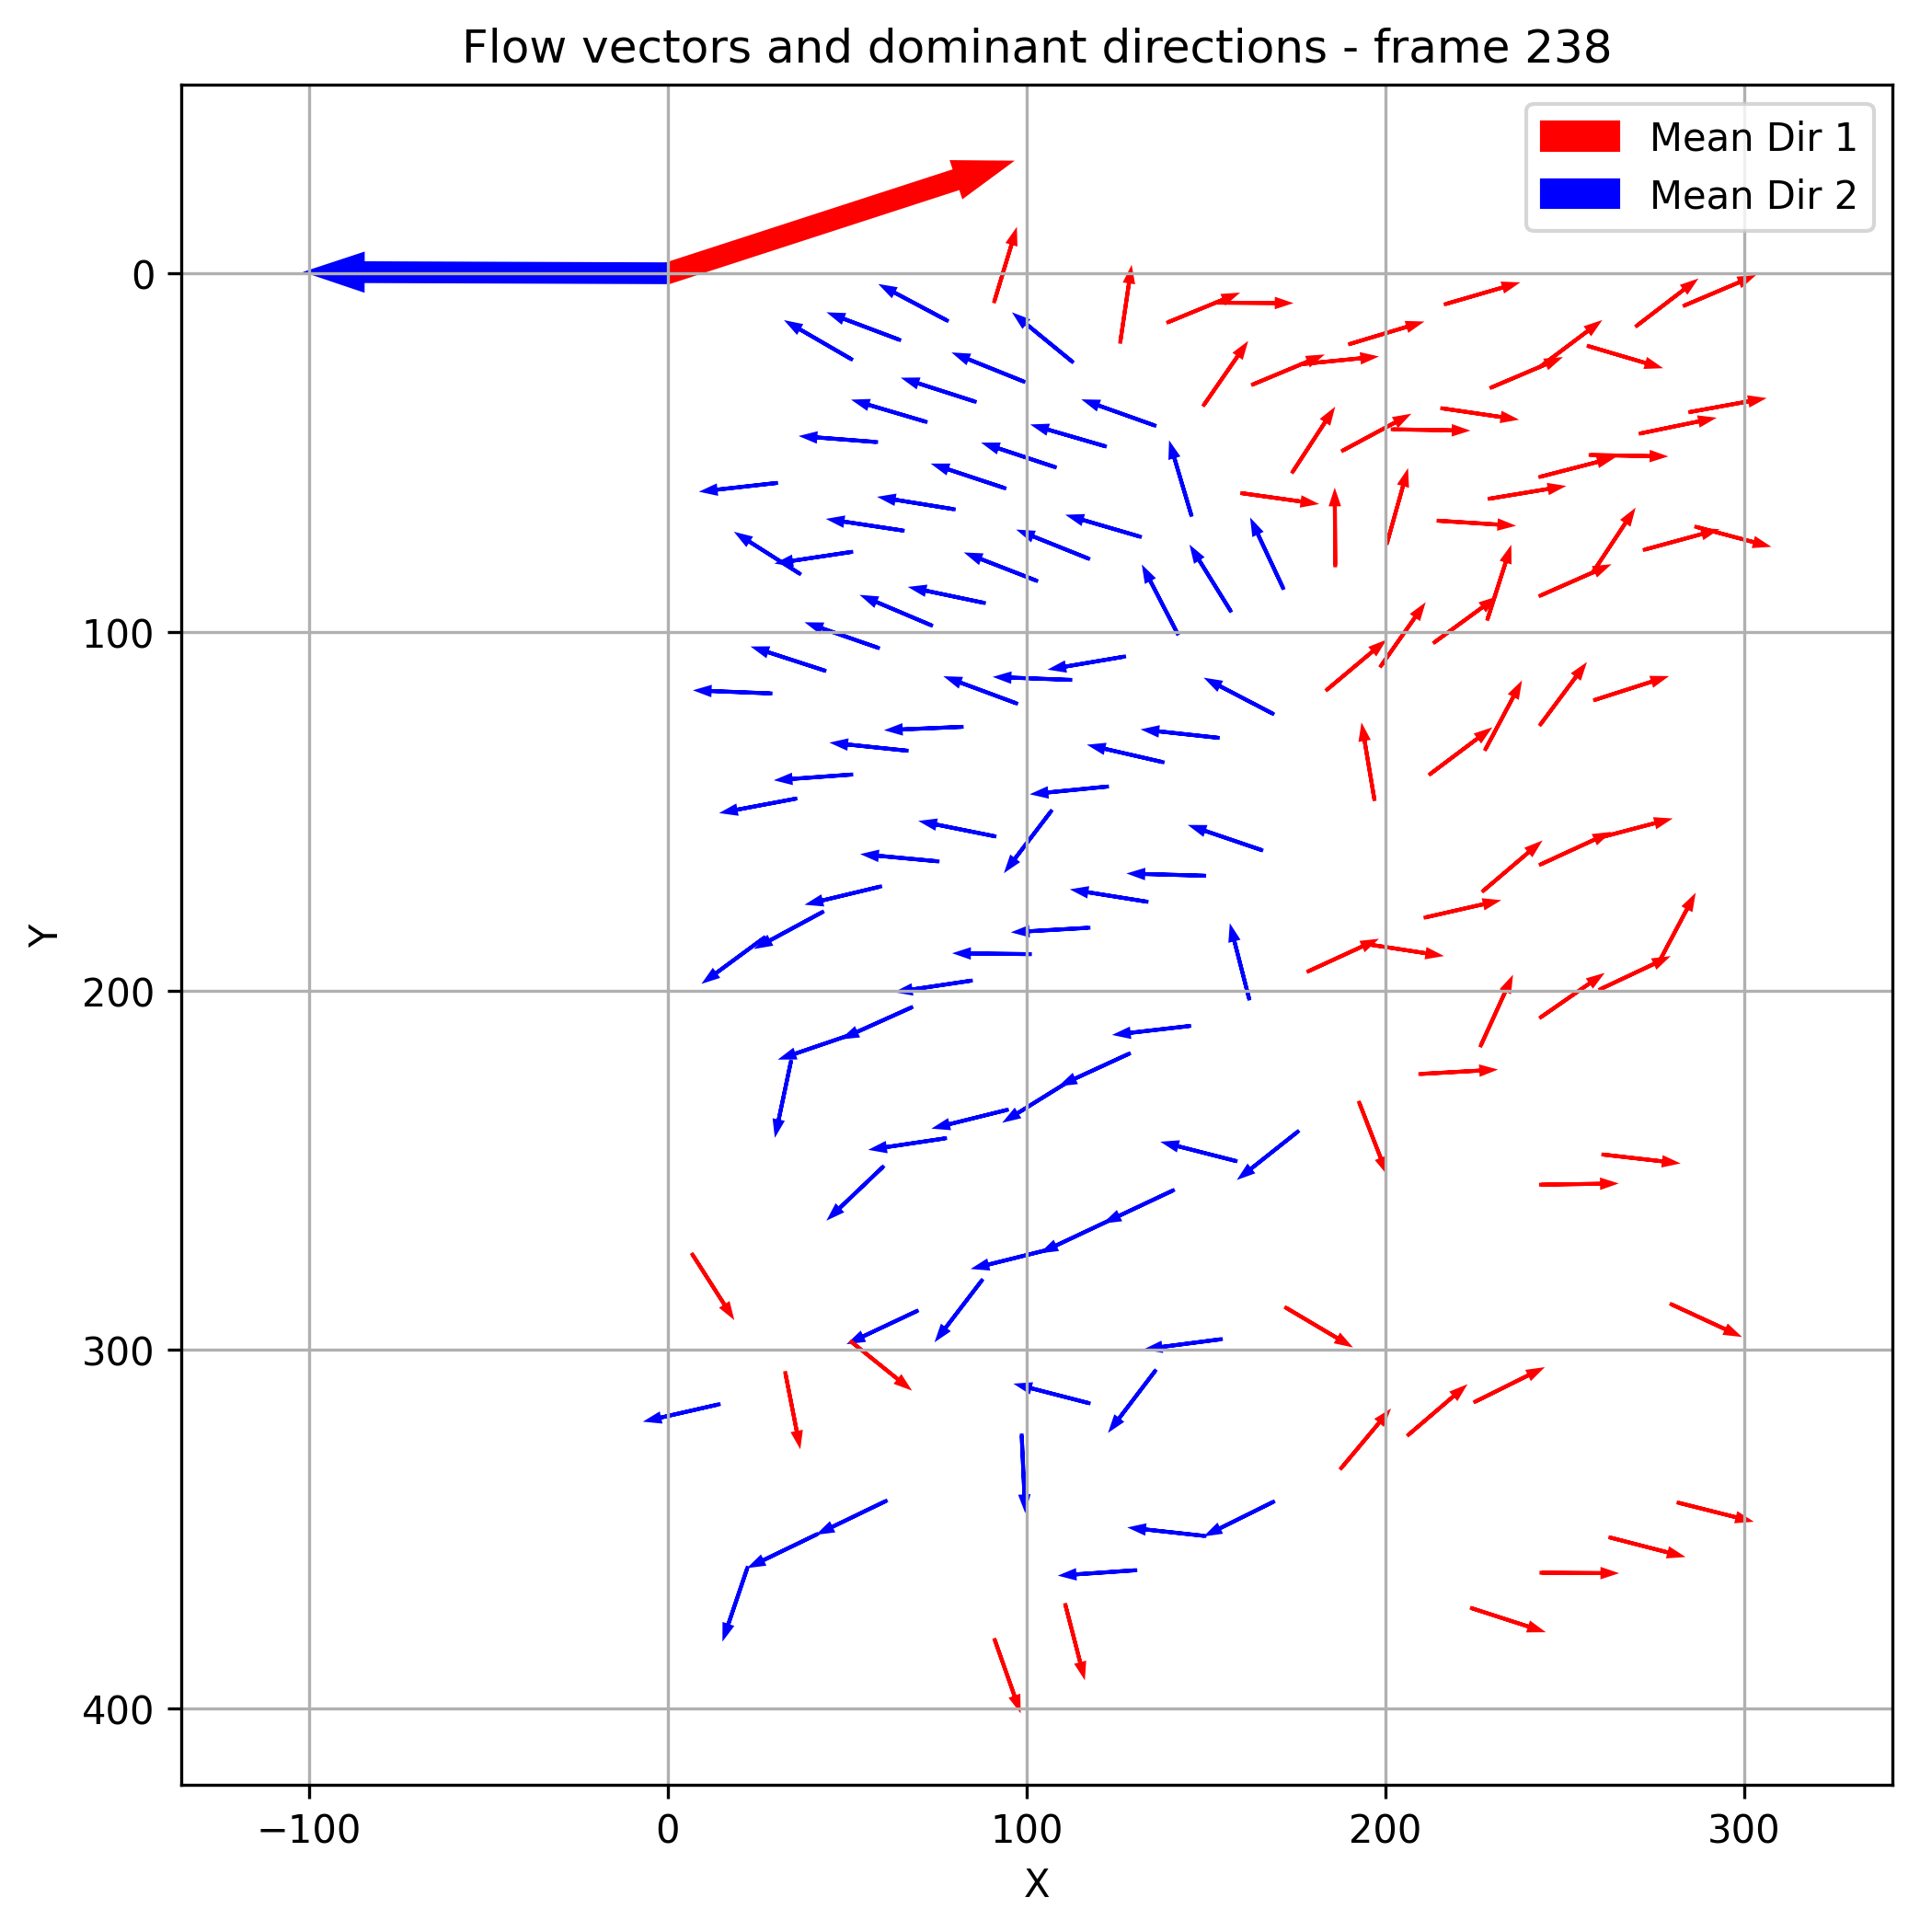 Flow vectors and dominant directions - frame 238
Mean Dir 1
Mean Dir 2
0
100
200
300
400
Y
−100
0
100
200
300
X